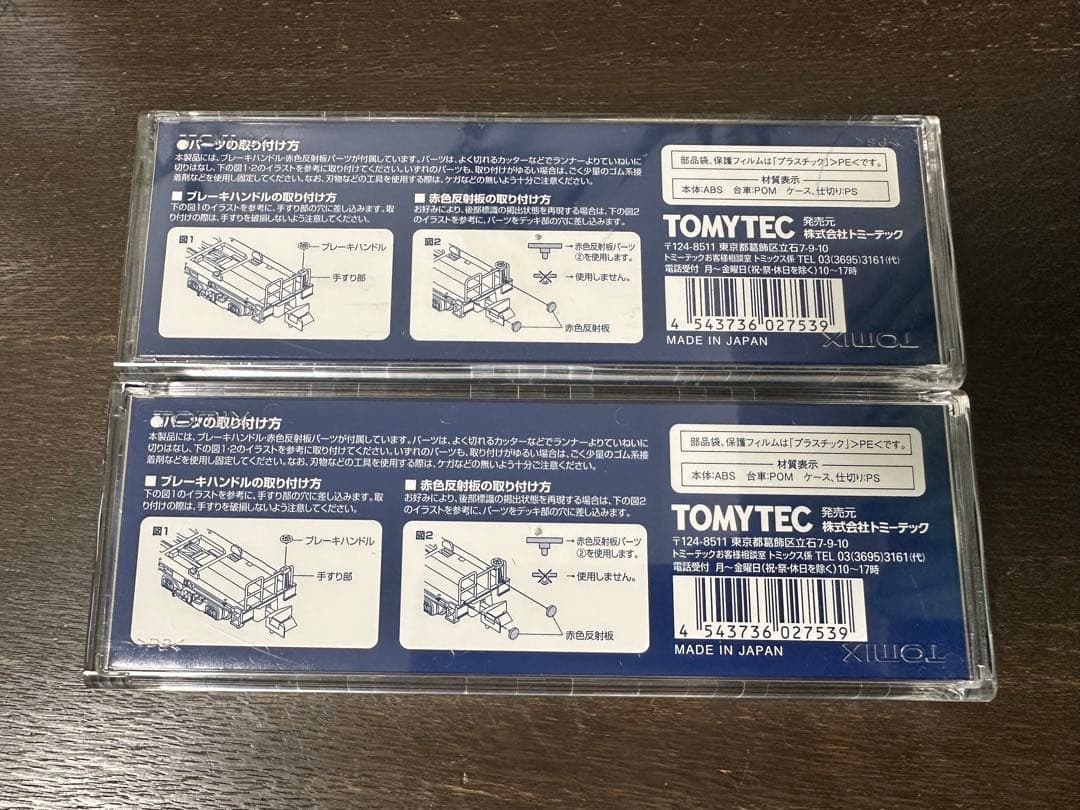 ●パーツの取り付け方
本製品には、ブレーキハンドル・赤色反射板パーツが付属しています。パーツは、よく切れるカッターなどでランナーよりていねいに
切りはなし、下の図1・2のイラストを参考に取り付けてください。いずれのパーツも、取り付けがゆるい場合は、ごく少量のゴム系接
着剤などを使用し固定してください。なお、刃物などの工具を使用する際は、ケガなどの無いよう十分ご注意ください。
■ブレーキハンドルの取り付け方
下の図1のイラストを参考に、手すり部の穴に差し込みます。取
り付けの際は、手すりを破損しないよう注意してください。
図1
ブレーキハンドル
手すり部
■赤色反射板の取り付け方
お好みにより、後部標識の掲出状態を再現する場合は、下の図2
のイラストを参考に、パーツをデッキ部の穴に差し込みます。
図2
→赤色反射板パーツ
②を使用します。
→使用しません。
赤色反射板
部品袋、保護フィルムは「プラスチック」>PE<です。
材質表示
本体:ABS 台車:POM ケース、仕切り:PS
TOMYTEC 発売元
株式会社トミーテック
〒124-8511 東京都葛飾区立石7-9-10
トミーテックお客様相談室 トミックス係 TEL 03(3695)3161(代)
電話受付 月～金曜日(祝・祭・休日を除く)10～17時
4 543736 027539
MADE IN JAPAN
TOMIX
●パーツの取り付け方
本製品には、ブレーキハンドル・赤色反射板パーツが付属しています。パーツは、よく切れるカッターなどでランナーよりていねいに
切りはなし、下の図1・2のイラストを参考に取り付けてください。いずれのパーツも、取り付けがゆるい場合は、ごく少量のゴム系接
着剤などを使用し固定してください。なお、刃物などの工具を使用する際は、ケガなどの無いよう十分ご注意ください。
■ブレーキハンドルの取り付け方
下の図1のイラストを参考に、手すり部の穴に差し込みます。取
り付けの際は、手すりを破損しないよう注意してください。
図1
ブレーキハンドル
手すり部
■赤色反射板の取り付け方
お好みにより、後部標識の掲出状態を再現する場合は、下の図2
のイラストを参考に、パーツをデッキ部の穴に差し込みます。
図2
→赤色反射板パーツ
②を使用します。
→使用しません。
赤色反射板
部品袋、保護フィルムは「プラスチック」>PE<です。
材質表示
本体:ABS 台車:POM ケース、仕切り:PS
TOMYTEC 発売元
株式会社トミーテック
〒124-8511 東京都葛飾区立石7-9-10
トミーテックお客様相談室 トミックス係 TEL 03(3695)3161(代)
電話受付 月～金曜日(祝・祭・休日を除く)10～17時
4 543736 027539
MADE IN JAPAN
TOMIX
>PS<